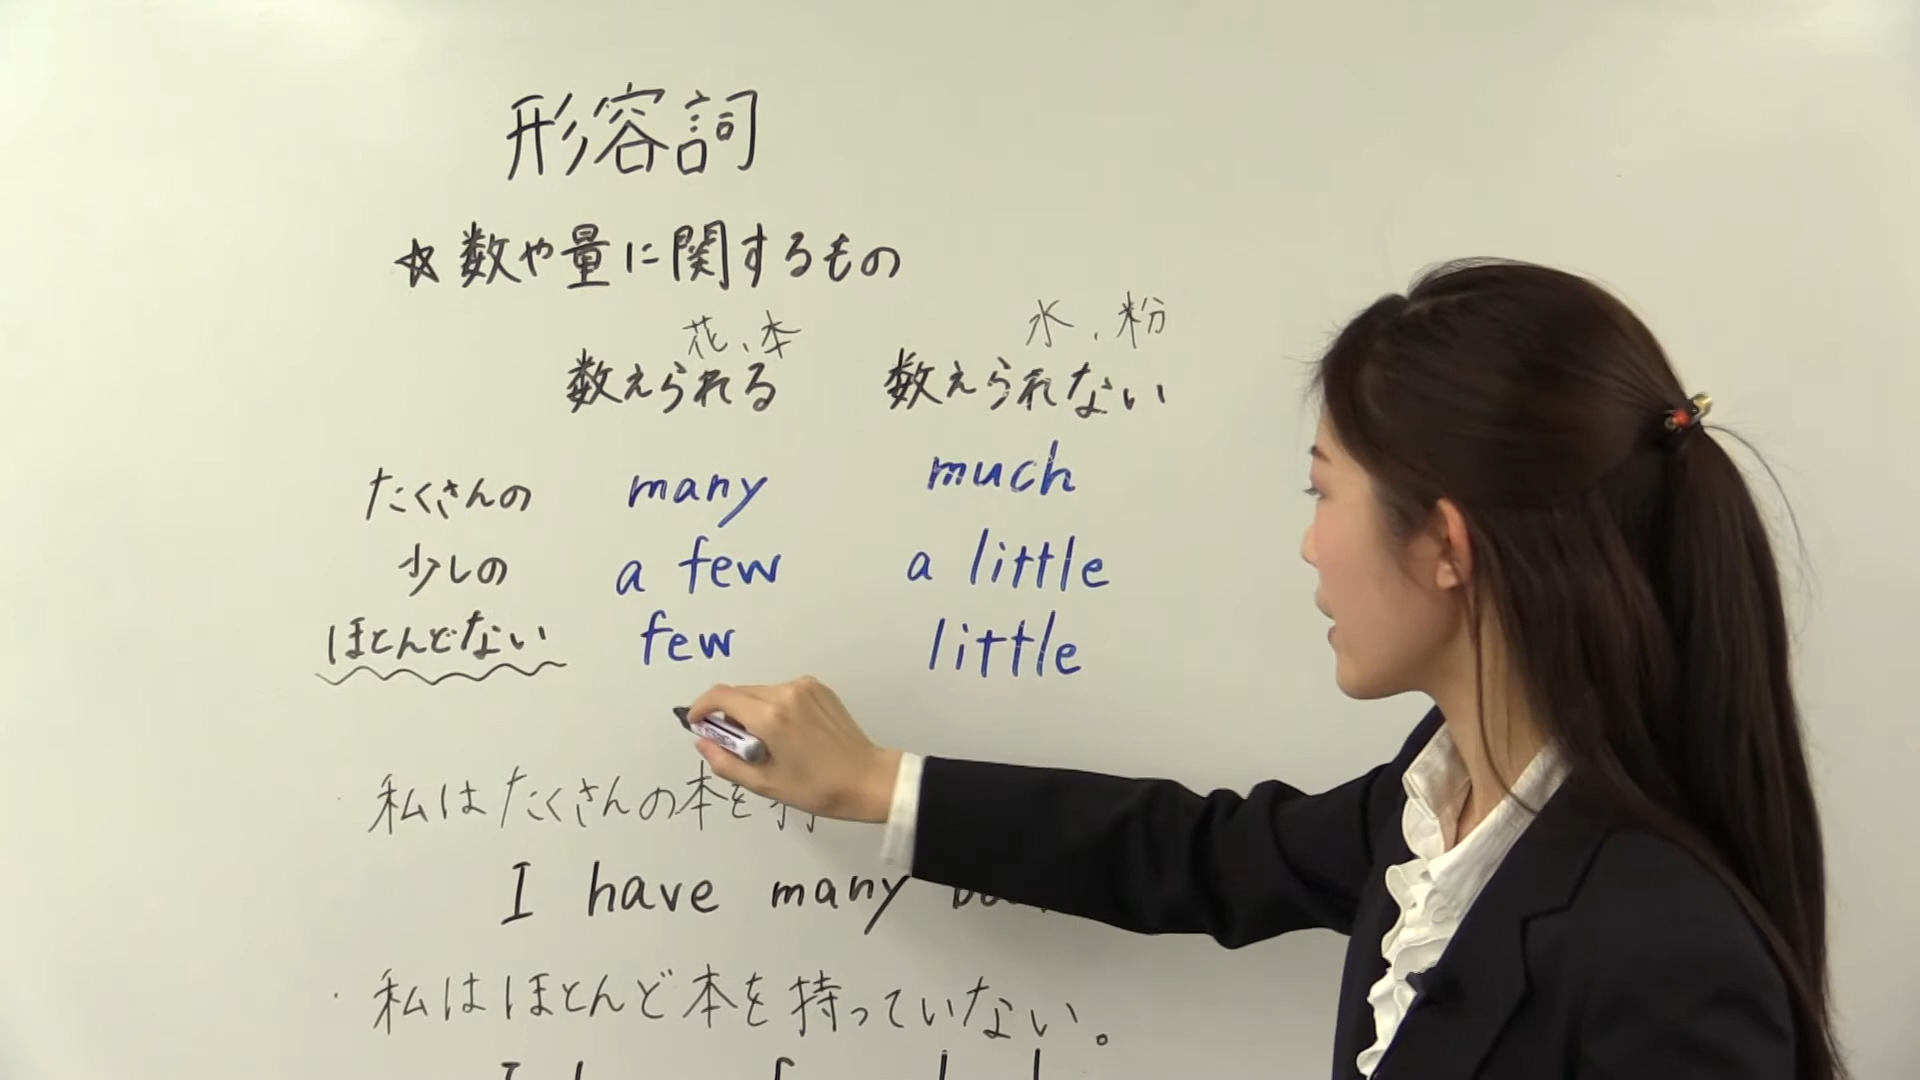 形容詞
☆数や量に関するもの
花、本 水、粉
数えられる 数えられない
たくさんの many much
少しの a few a little
ほとんどない few little
・私はたくさんの本を持
I have many
・私はほとんど本を持っていない。